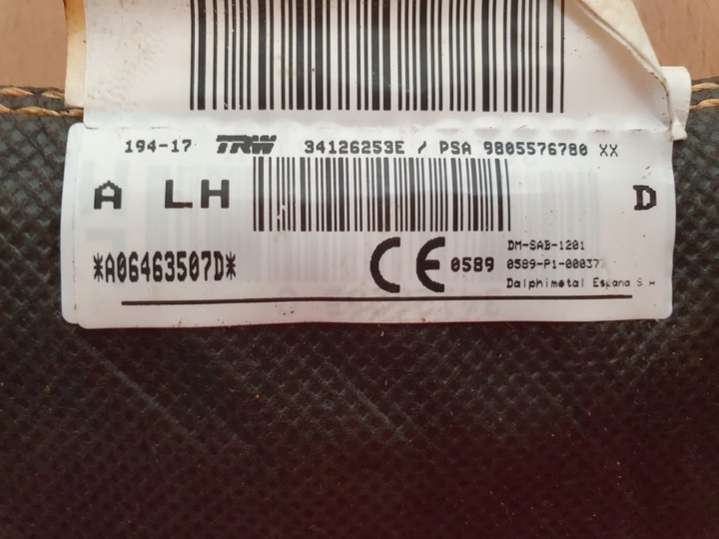 194-17 TRW 34126253E / PSA 9805576780 XX
A LH D
*A06463507D*
CE 0589
DM-SAB-1201
0589-P1-00037
Dalphimetal Espana S